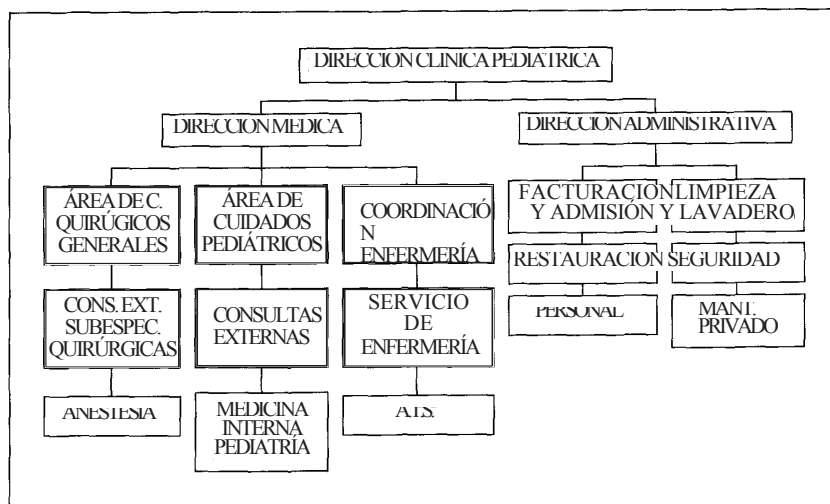 DIRECCION CLINICA PEDIÁTRICA
DIRECCION MEDICA
DIRECCION ADMINISTRATIVA
ÁREA DE C.
QUIRÚGICOS
GENERALES
ÁREA DE
CUIDADOS
PEDIÁTRICOS
COORDINACIÓ
N
ENFERMERÍA
FACTURACION LIMPIEZA
Y ADMISIÓN Y LAVADERO
RESTAURACION SEGURIDAD
CONS. EXT.
SUBESPEC.
QUIRÚRGICAS
CONSULTAS
EXTERNAS
SERVICIO
DE
ENFERMERÍA
PERSONAL
MANT.
PRIVADO
ANESTESIA
MEDICINA
INTERNA
PEDIATRÍA
A.T.S.